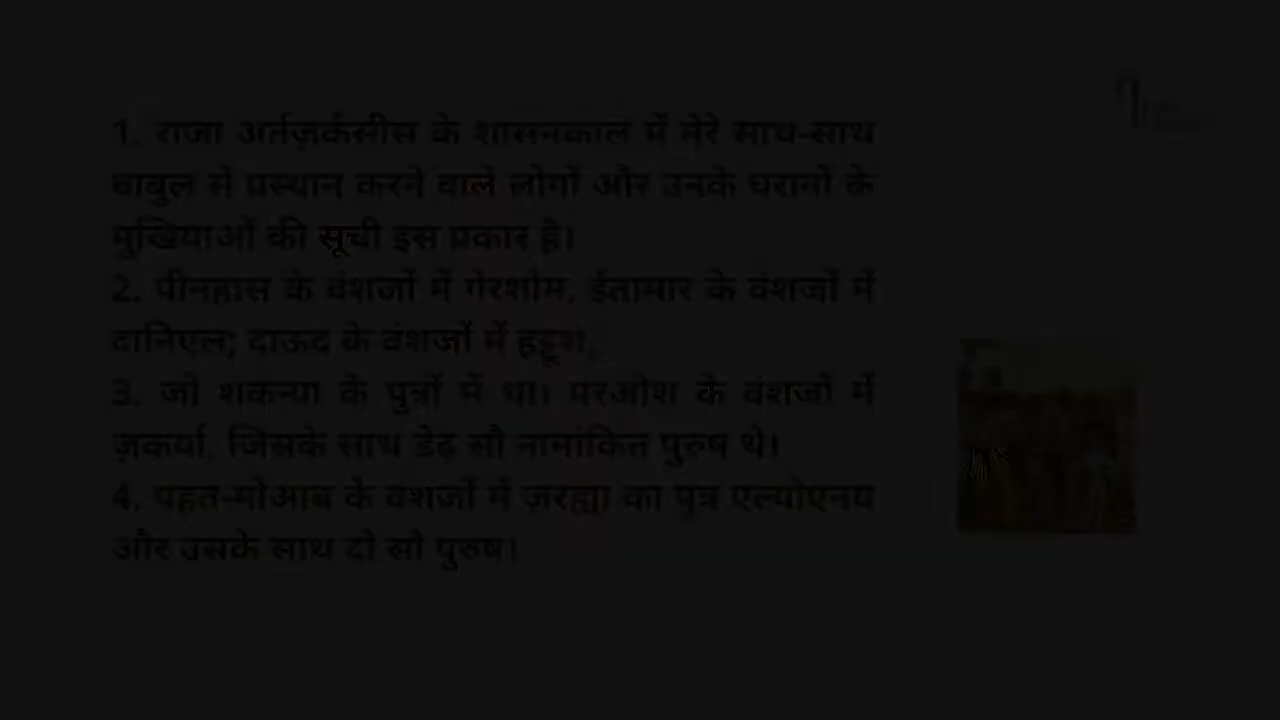 1. राजा अर्तज़र्कसीस के शासनकाल में मेरे साथ-साथ
बाबुल से प्रस्थान करने वाले लोगों और उनके घरानों के
मुखियाओं की सूची इस प्रकार है।
2. पीनहास के वंशजों में गेरशोम, ईतामार के वंशजों में
दानिएल; दाऊद के वंशजों में हट्टूश,
3. जो शकन्या के पुत्रों में था। परओश के वंशजों में
ज़कर्या, जिसके साथ डेढ़ सौ नामांकित पुरुष थे।
4. पहत-मोआब के वंशजों में ज़रह्या का पुत्र एल्योएनय
और उसके साथ दो सौ पुरुष।